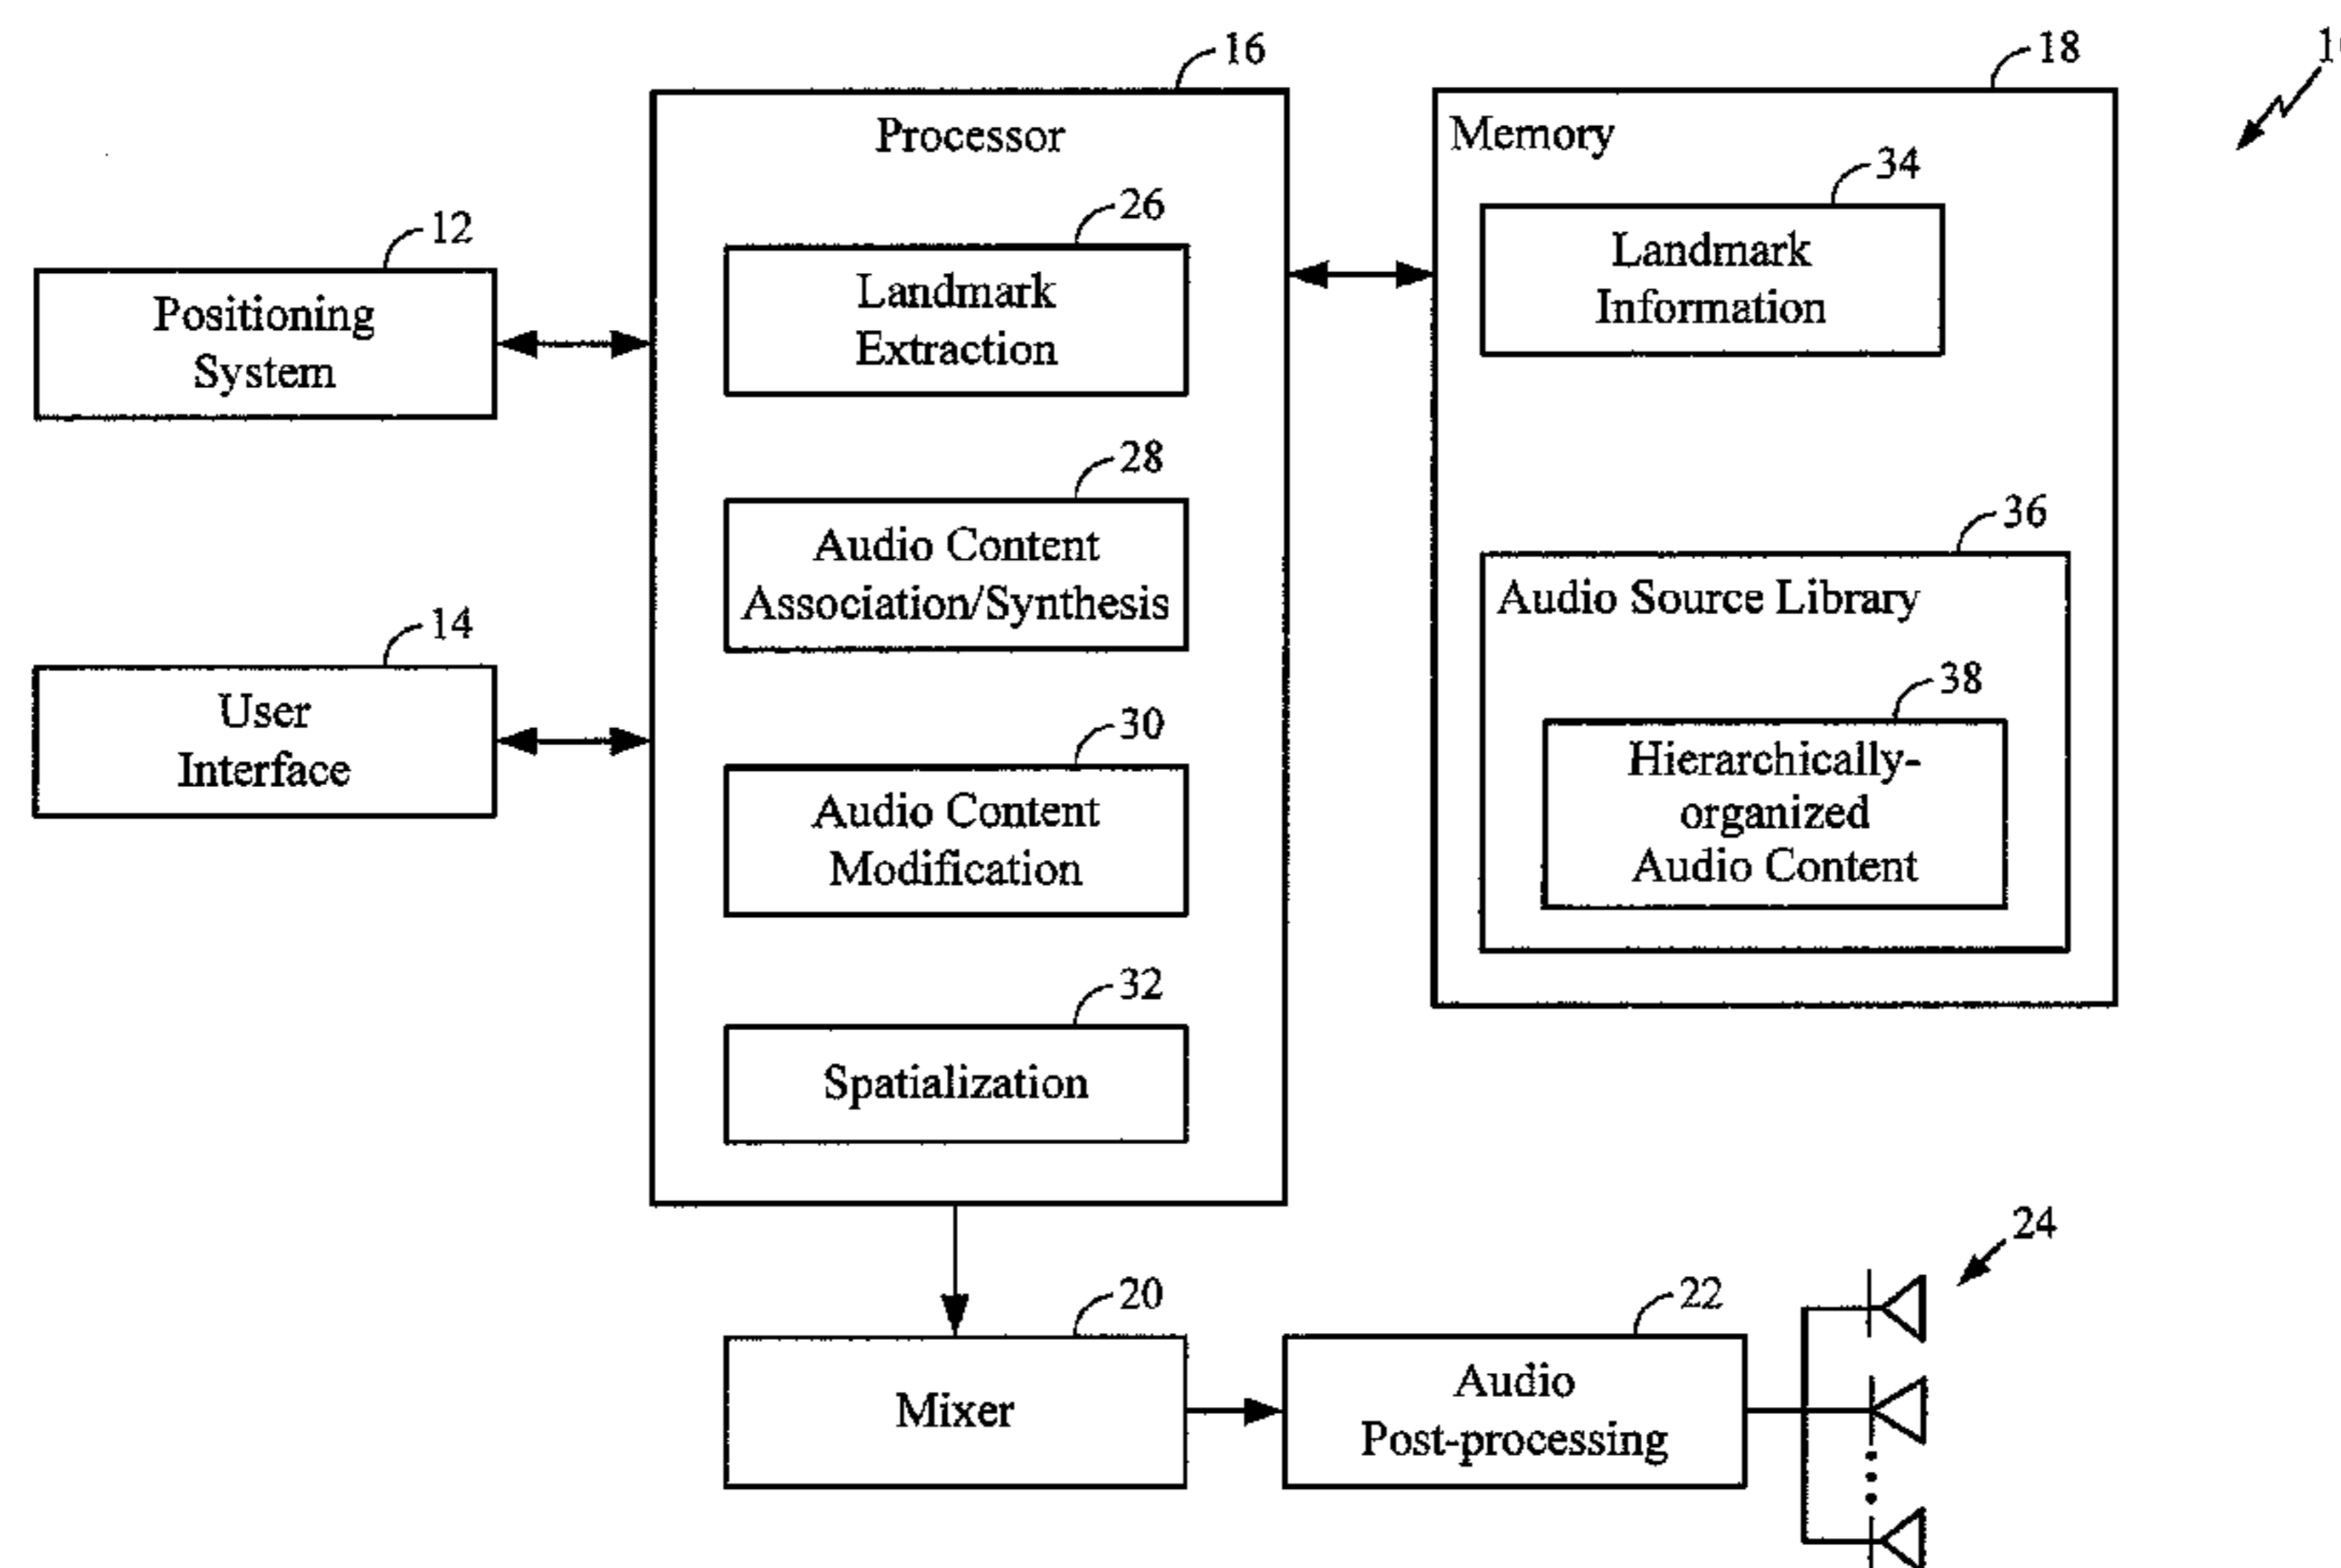 16
18
Processor
Memory
34
26
Landmark
Information
12
Landmark
Extraction
Positioning
System
28
36
Audio Content
Association/Synthesis
Audio Source Library
14
38
User
Interface
30
Hierarchically-
organized
Audio Content
Audio Content
Modification
32
Spatialization
24
20
22
Mixer
Audio
Post-processing